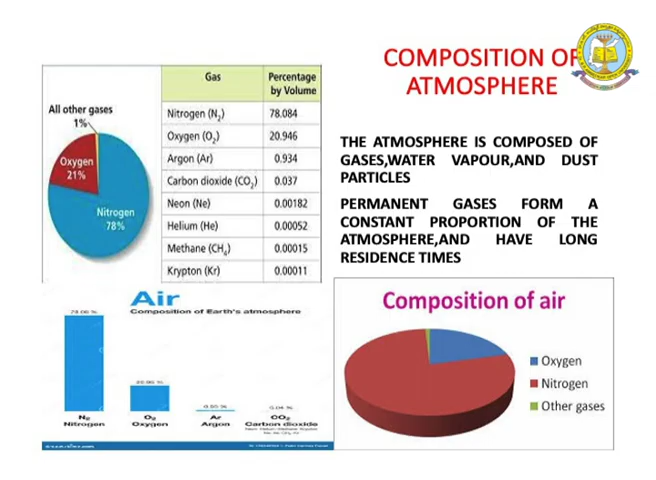 COMPOSITION OF
ATMOSPHERE
All other gases
1%
Oxygen
21%
Nitrogen
78%
Gas Percentage by Volume
Nitrogen (N2) 78.084
Oxygen (O2) 20.946
Argon (Ar) 0.934
Carbon dioxide (CO2) 0.037
Neon (Ne) 0.00182
Helium (He) 0.00052
Methane (CH4) 0.00015
Krypton (Kr) 0.00011
THE ATMOSPHERE IS COMPOSED OF
GASES,WATER VAPOUR,AND DUST
PARTICLES
PERMANENT GASES FORM A
CONSTANT PROPORTION OF THE
ATMOSPHERE,AND HAVE LONG
RESIDENCE TIMES
Air
Composition of Earth's atmosphere
N2
Nitrogen
O2
Oxygen
Ar
Argon
CO2
Carbon dioxide
Composition of air
Oxygen
Nitrogen
Other gases